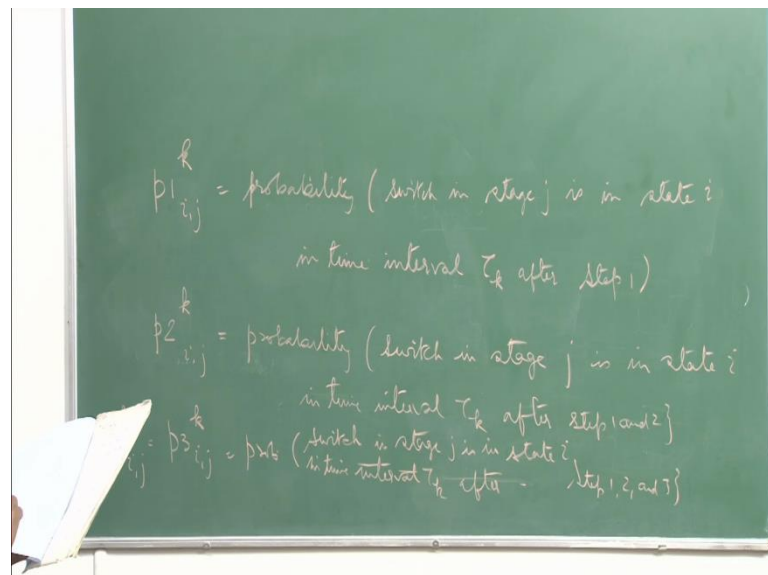 p1^k_{i,j} = probability ( switch in stage j is in state i
in time interval τ_k after step 1 )
p2^k_{i,j} = probability ( switch in stage j is in state i
in time interval τ_k after step 1 and 2 }
_{i,j} = p3^k_{i,j} = prob ( switch in stage j is in state i
in time interval τ_k after - step 1, 2, and 3 }